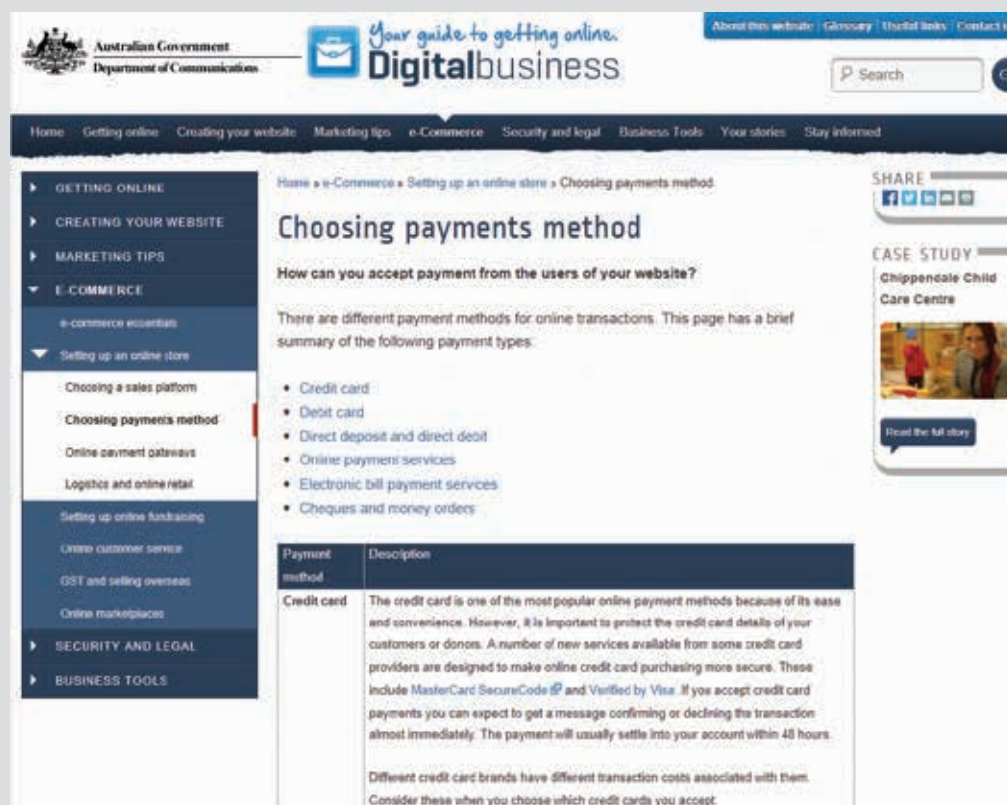 Australian Government
Department of Communications
Your guide to getting online.
Digitalbusiness
About this website Glossary Useful links Contact
Search
Home Getting online Creating your website Marketing tips e-Commerce Security and legal Business Tools Your stories Stay informed
GETTING ONLINE
CREATING YOUR WEBSITE
MARKETING TIPS
E-COMMERCE
e-commerce essentials
Setting up an online store
Choosing a sales platform
Choosing payments method
Online payment gateways
Logistics and online retail
Setting up online fundraising
Online customer service
GST and selling overseas
Online marketplaces
SECURITY AND LEGAL
BUSINESS TOOLS
Home » e-Commerce » Setting up an online store » Choosing payments method
Choosing payments method
How can you accept payment from the users of your website?
There are different payment methods for online transactions. This page has a brief
summary of the following payment types:
• Credit card
• Debit card
• Direct deposit and direct debit
• Online payment services
• Electronic bill payment services
• Cheques and money orders
Payment
method
Description
Credit card
The credit card is one of the most popular online payment methods because of its ease
and convenience. However, it is important to protect the credit card details of your
customers or donors. A number of new services available from some credit card
providers are designed to make online credit card purchasing more secure. These
include MasterCard SecureCode and Verified by Visa. If you accept credit card
payments you can expect to get a message confirming or declining the transaction
almost immediately. The payment will usually settle into your account within 48 hours.
Different credit card brands have different transaction costs associated with them.
Consider these when you choose which credit cards you accept.
SHARE
CASE STUDY
Chippendale Child
Care Centre
Read the full story